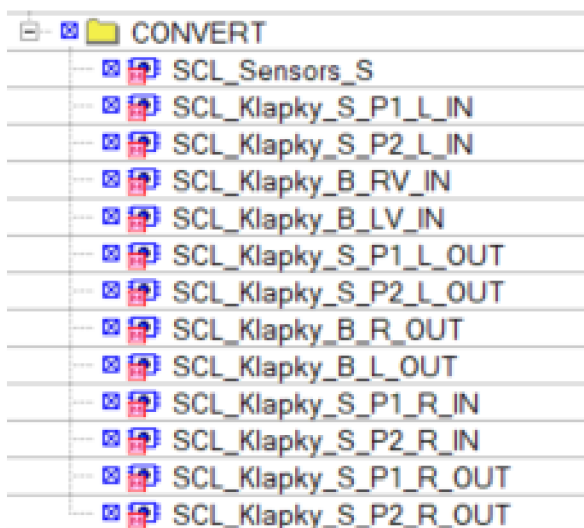 CONVERT
SCL_Sensors_S
SCL_Klapky_S_P1_L_IN
SCL_Klapky_S_P2_L_IN
SCL_Klapky_B_RV_IN
SCL_Klapky_B_LV_IN
SCL_Klapky_S_P1_L_OUT
SCL_Klapky_S_P2_L_OUT
SCL_Klapky_B_R_OUT
SCL_Klapky_B_L_OUT
SCL_Klapky_S_P1_R_IN
SCL_Klapky_S_P2_R_IN
SCL_Klapky_S_P1_R_OUT
SCL_Klapky_S_P2_R_OUT